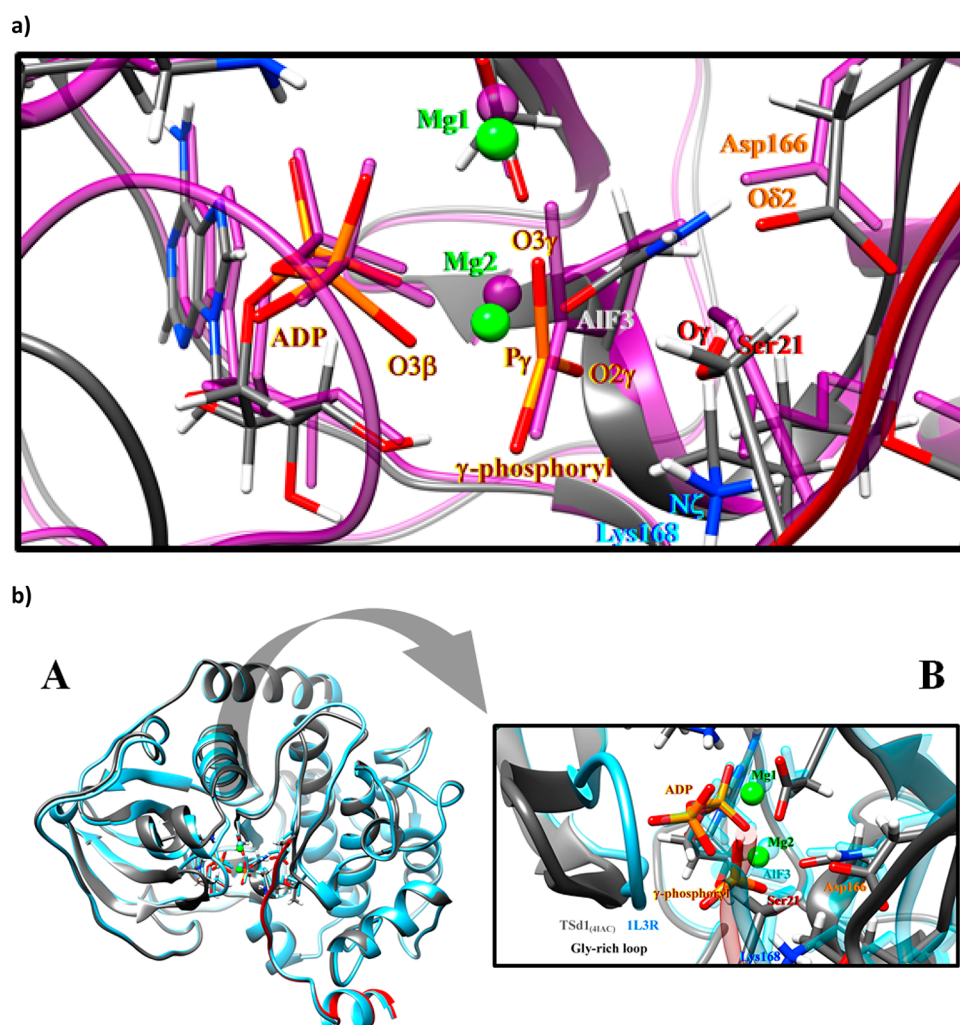 a)
Mg1
Asp166
Oδ2
O3γ
Mg2
AlF3
Oγ
Ser21
ADP
O3β
Pγ
O2γ
γ-phosphoryl
Nζ
Lys168
b)
A
B
Mg1
ADP
Mg2
AlF3
γ-phosphoryl
Asp166
Ser21
TSd1(4IAC) 1L3R
Gly-rich loop
Lys168